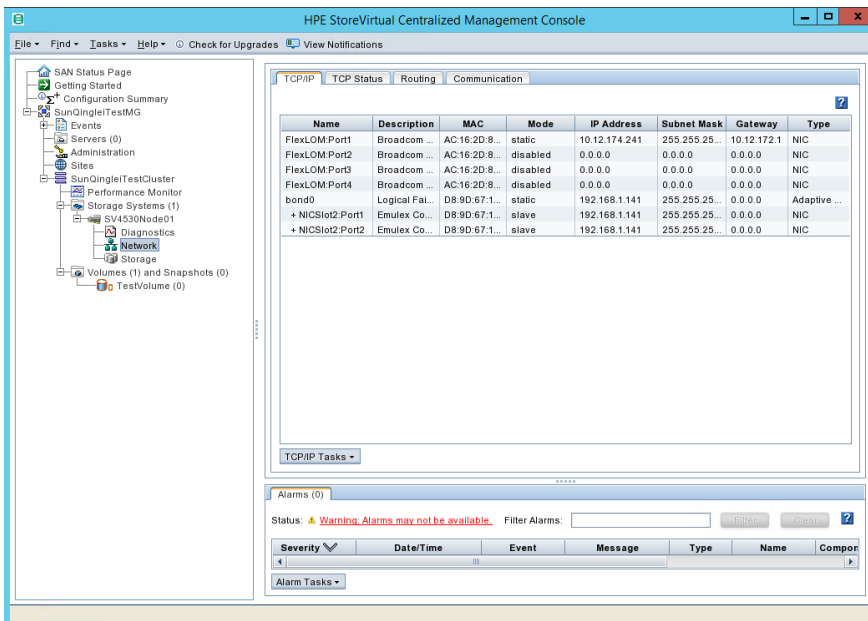 HPE StoreVirtual Centralized Management Console
File Find Tasks Help Check for Upgrades View Notifications
SAN Status Page
Getting Started
Configuration Summary
SunQingleiTestMG
Events
Servers (0)
Administration
Sites
SunQingleiTestCluster
Performance Monitor
Storage Systems (1)
SV4530Node01
Diagnostics
Network
Storage
Volumes (1) and Snapshots (0)
TestVolume (0)
TCP/IP TCP Status Routing Communication
Name Description MAC Mode IP Address Subnet Mask Gateway Type
FlexLOM:Port1 Broadcom ... AC:16:2D:8... static 10.12.174.241 255.255.25... 10.12.172.1 NIC
FlexLOM:Port2 Broadcom ... AC:16:2D:8... disabled 0.0.0.0 0.0.0.0 0.0.0.0 NIC
FlexLOM:Port3 Broadcom ... AC:16:2D:8... disabled 0.0.0.0 0.0.0.0 0.0.0.0 NIC
FlexLOM:Port4 Broadcom ... AC:16:2D:8... disabled 0.0.0.0 0.0.0.0 0.0.0.0 NIC
bond0 Logical Fai... D8:9D:67:1... static 192.168.1.141 255.255.25... 0.0.0.0 Adaptive ...
+ NICSlot2:Port1 Emulex Co... D8:9D:67:1... slave 192.168.1.141 255.255.25... 0.0.0.0 NIC
+ NICSlot2:Port2 Emulex Co... D8:9D:67:1... slave 192.168.1.141 255.255.25... 0.0.0.0 NIC
TCP/IP Tasks
Alarms (0)
Status: Warning: Alarms may not be available. Filter Alarms: Filter Clear
Severity Date/Time Event Message Type Name Compon
Alarm Tasks